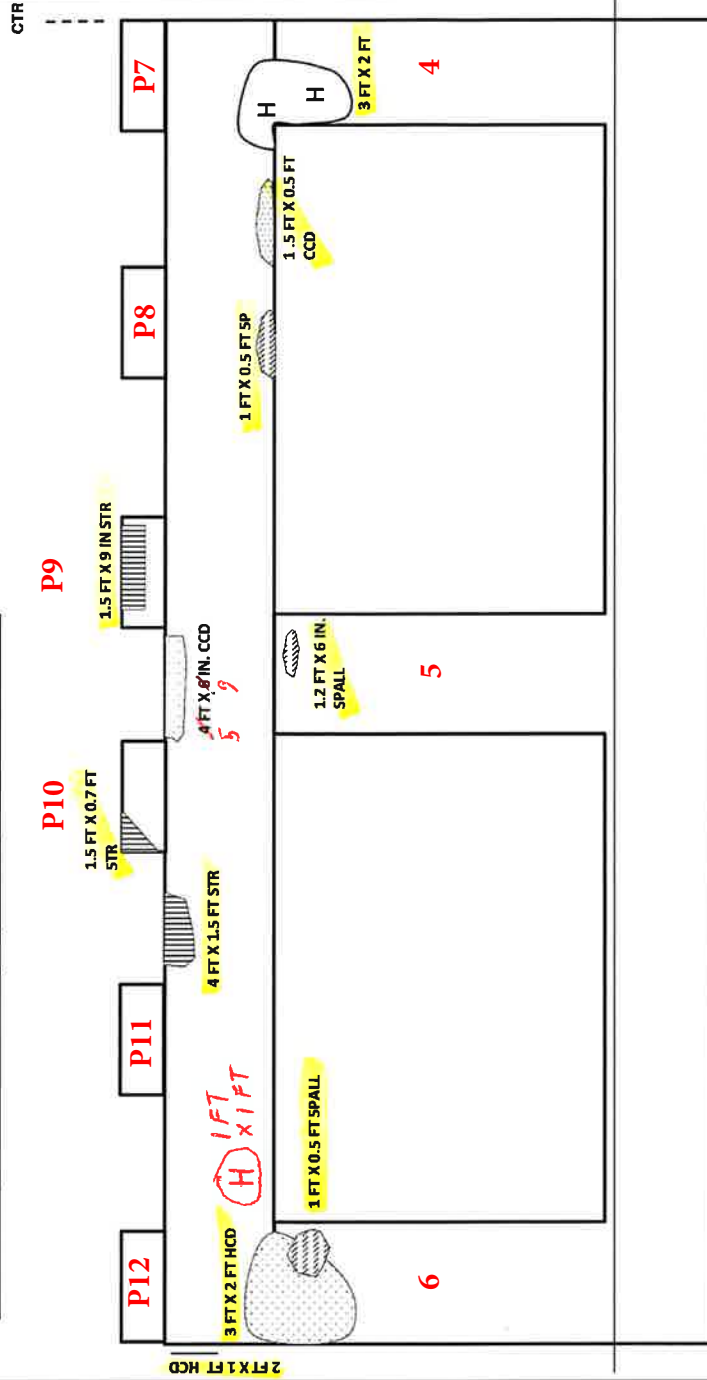 CTR
P7
H
H
3 FT X 2 FT
4
1.5 FT X 0.5 FT
CCD
P8
1 FT X 0.5 FT SP
P9
1.5 FT X 9 IN STR
4 FT X IN. CCD
5 9
1.2 FT X 6 IN.
SPALL
5
P10
1.5 FT X 0.7 FT
STR
4 FT X 1.5 FT STR
P11
H
1 FT
X 1 FT
1 FT X 0.5 FT SPALL
P12
3 FT X 2 FT HCD
6
2 FT X 1 FT HCD